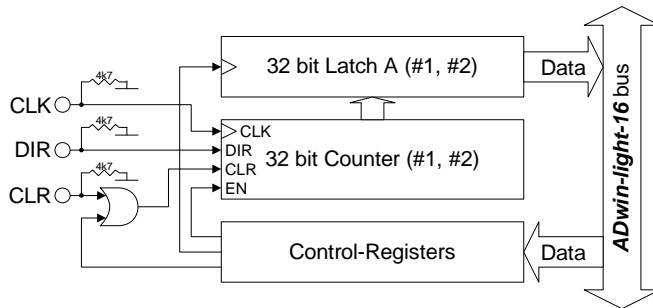 32 bit Latch A (#1, #2)
Data
4k7
CLK
4k7
DIR
4k7
CLR
CLK
DIR
CLR
EN
32 bit Counter (#1, #2)
Control-Registers
Data
ADwin-light-16 bus